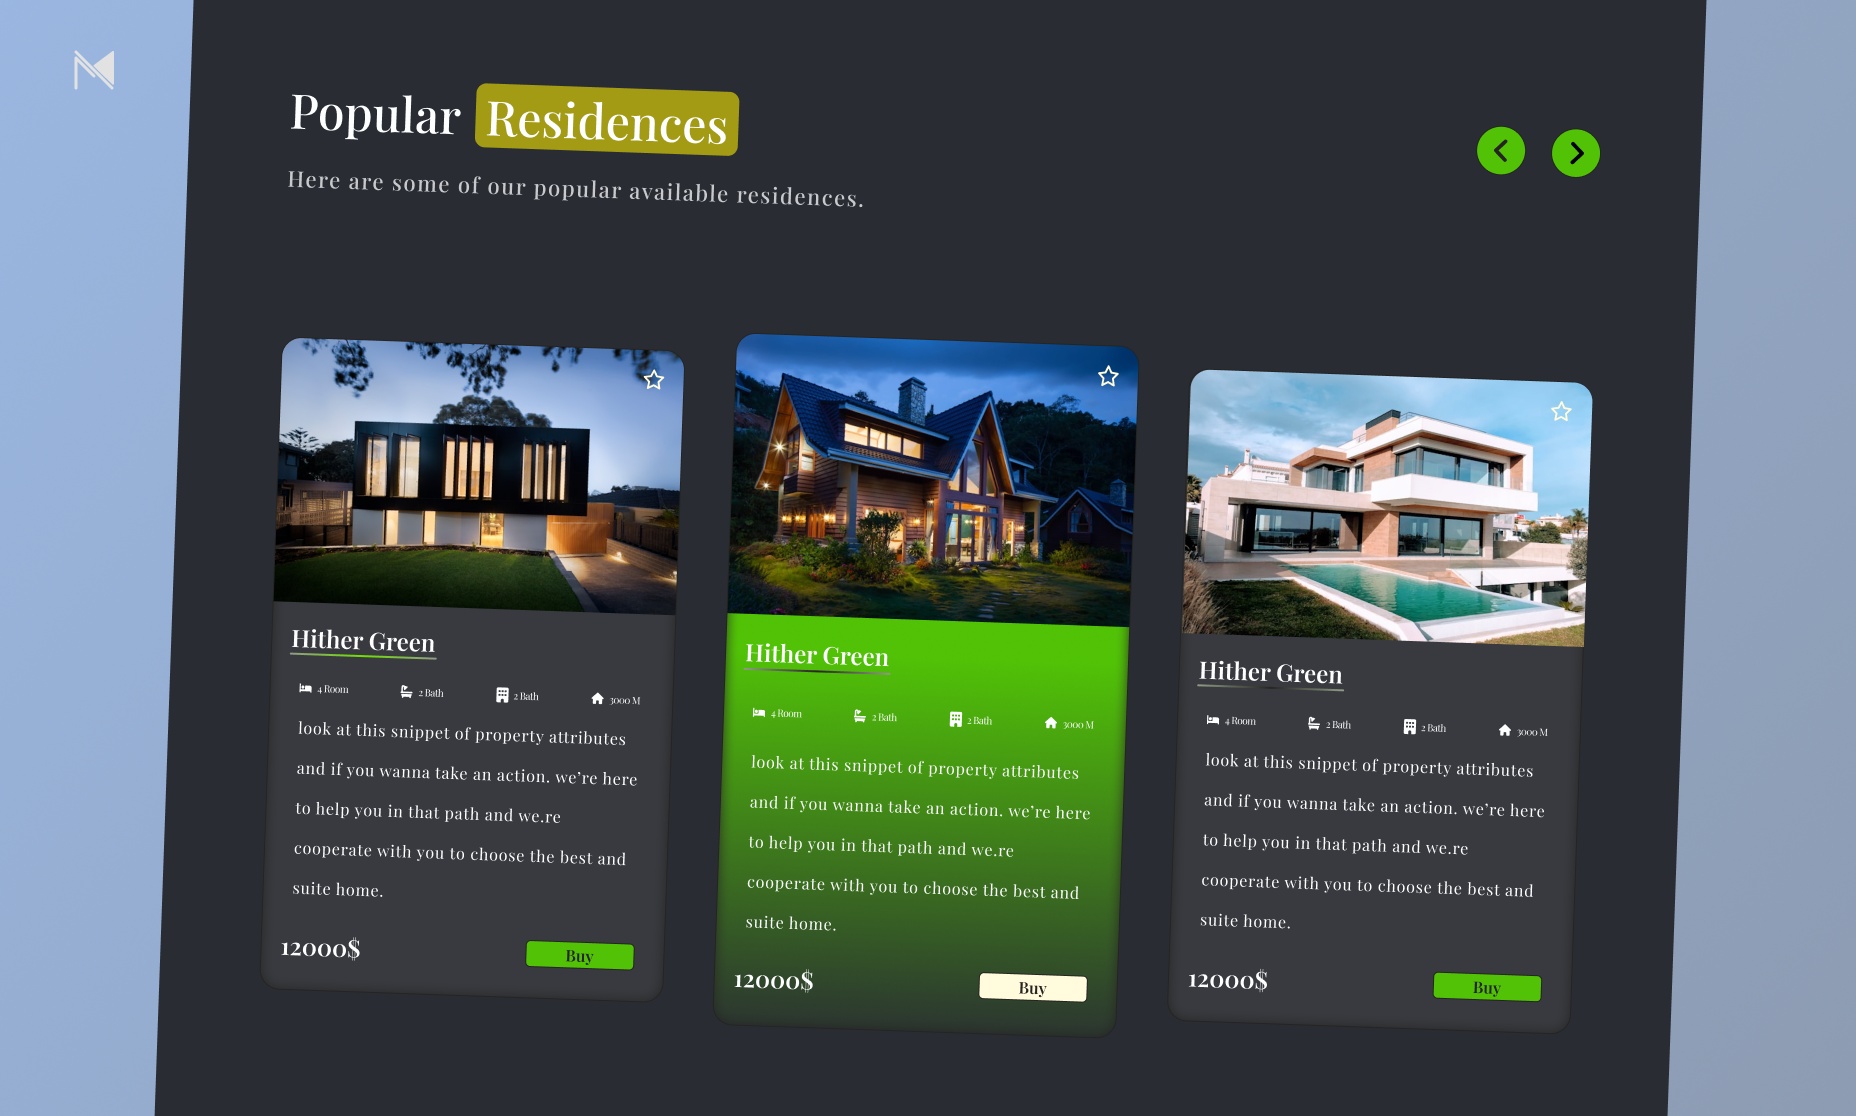 Popular Residences
Here are some of our popular available residences.
Hither Green
4 Room 2 Bath 2 Bath 3000 M
look at this snippet of property attributes
and if you wanna take an action. we're here
to help you in that path and we.re
cooperate with you to choose the best and
suite home.
12000$ Buy
Hither Green
4 Room 2 Bath 2 Bath 3000 M
look at this snippet of property attributes
and if you wanna take an action. we're here
to help you in that path and we.re
cooperate with you to choose the best and
suite home.
12000$ Buy
Hither Green
4 Room 2 Bath 2 Bath 3000 M
look at this snippet of property attributes
and if you wanna take an action. we're here
to help you in that path and we.re
cooperate with you to choose the best and
suite home.
12000$ Buy